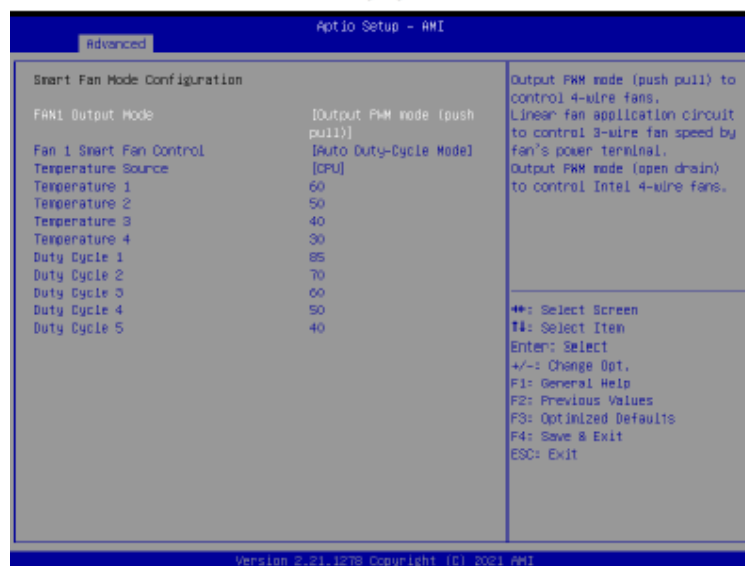 Aptio Setup - AMI
Advanced
Smart Fan Mode Configuration
FAN1 Output Mode [Output PWM mode (push
pull)]
Fan 1 Smart Fan Control [Auto Duty-Cycle Mode]
Temperature Source [CPU]
Temperature 1 60
Temperature 2 50
Temperature 3 40
Temperature 4 30
Duty Cycle 1 85
Duty Cycle 2 70
Duty Cycle 3 60
Duty Cycle 4 50
Duty Cycle 5 40
Output PWM mode (push pull) to
control 4-wire fans.
Linear fan application circuit
to control 3-wire fan speed by
fan's power terminal.
Output PWM mode (open drain)
to control Intel 4-wire fans.
→←: Select Screen
↑↓: Select Item
Enter: Select
+/-: Change Opt.
F1: General Help
F2: Previous Values
F3: Optimized Defaults
F4: Save & Exit
ESC: Exit
Version 2.21.1278 Copyright (C) 2021 AMI